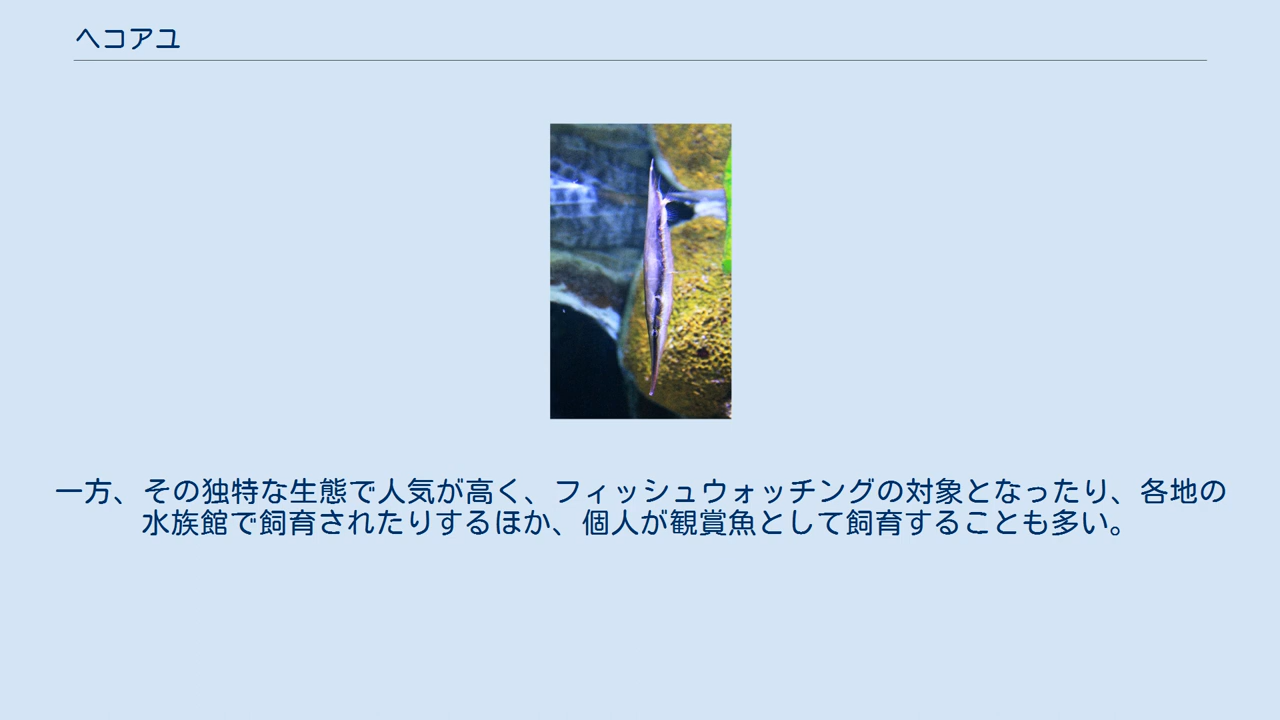 ヘコアユ
一方、その独特な生態で人気が高く、フィッシュウォッチングの対象となったり、各地の
水族館で飼育されたりするほか、個人が観賞魚として飼育することも多い。